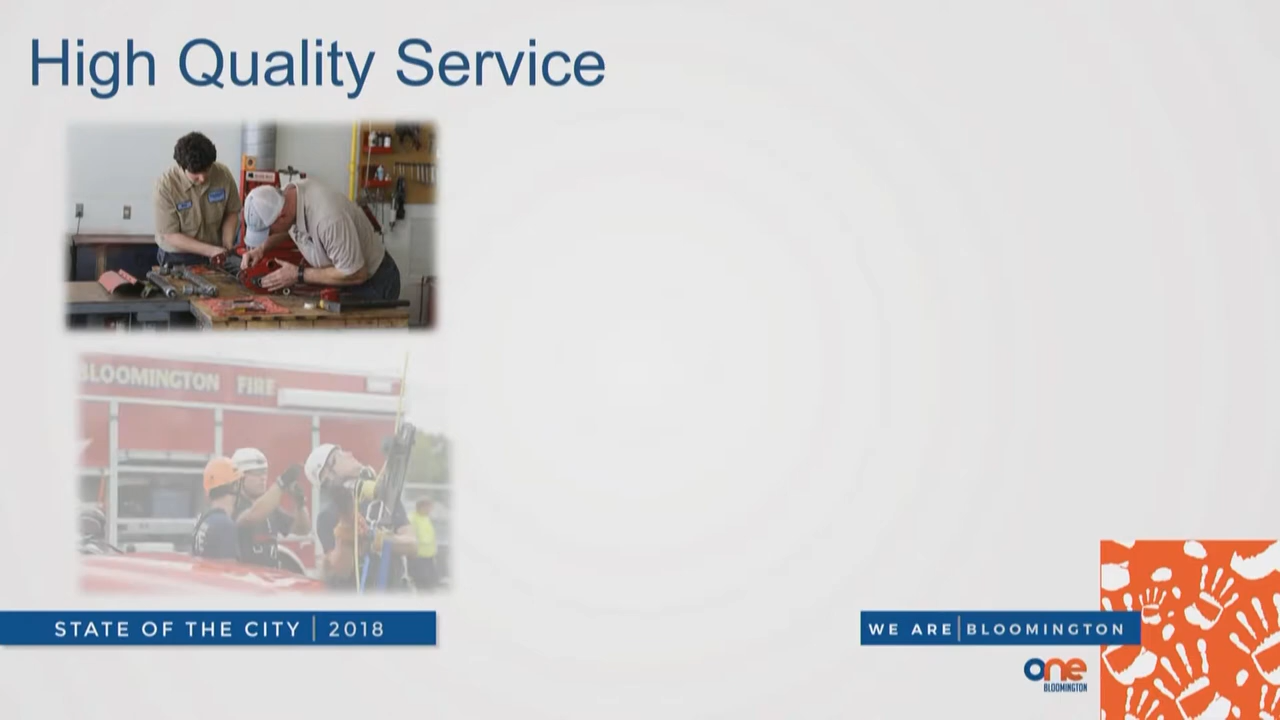 High Quality Service
BLOOMINGTON FIRE
STATE OF THE CITY | 2018
WE ARE | BLOOMINGTON
one
BLOOMINGTON